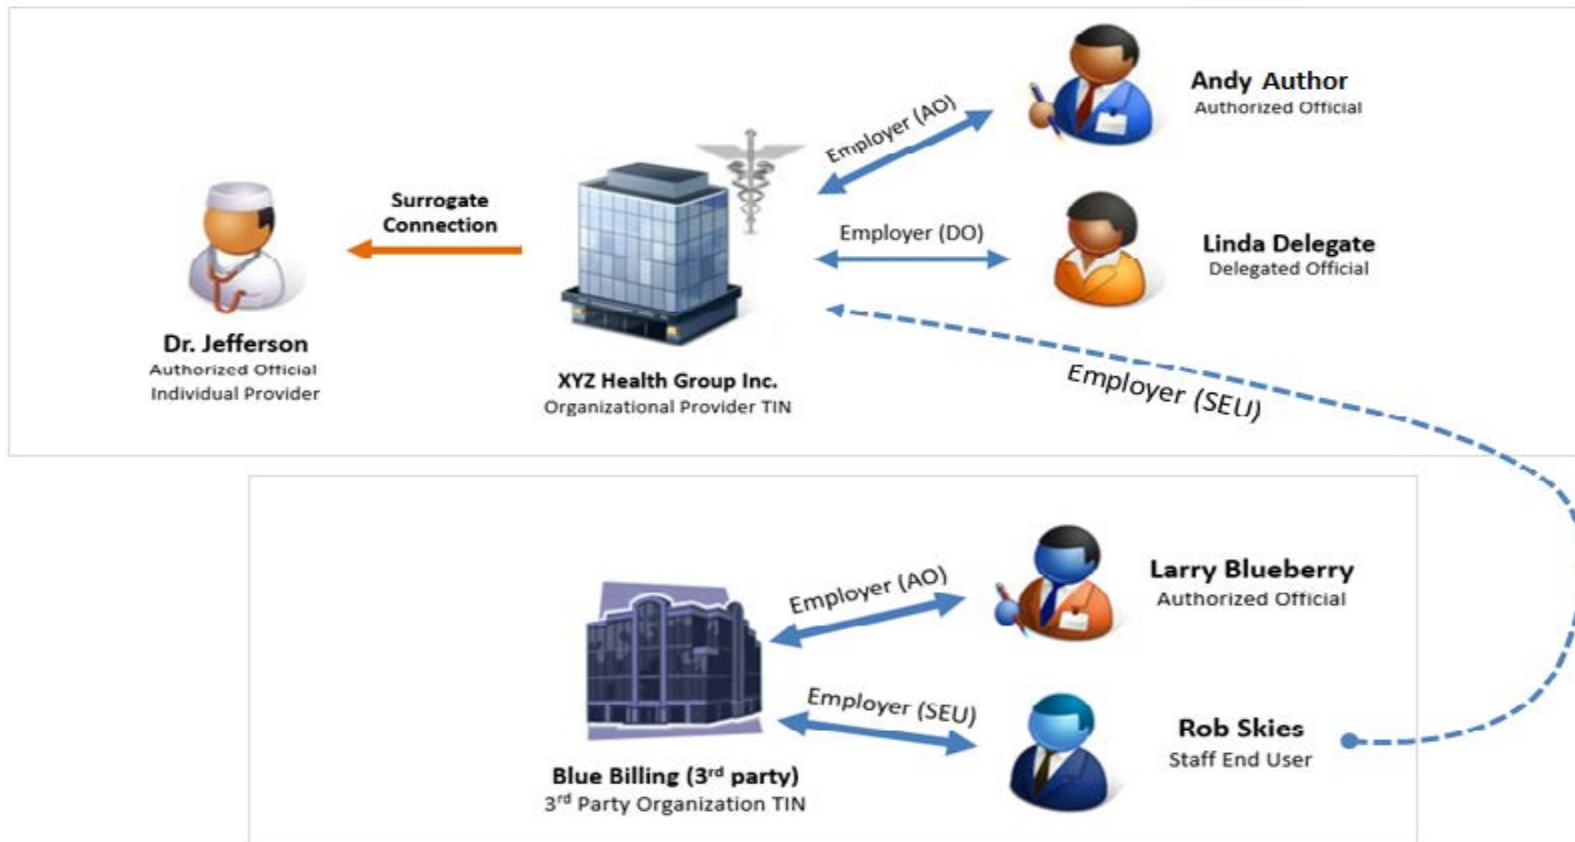 Andy Author
Authorized Official
Employer (AO)
Surrogate
Connection
Employer (DO)
Linda Delegate
Delegated Official
Dr. Jefferson
Authorized Official
Individual Provider
XYZ Health Group Inc.
Organizational Provider TIN
Employer (SEU)
Larry Blueberry
Authorized Official
Employer (AO)
Employer (SEU)
Rob Skies
Staff End User
Blue Billing (3rd party)
3rd Party Organization TIN